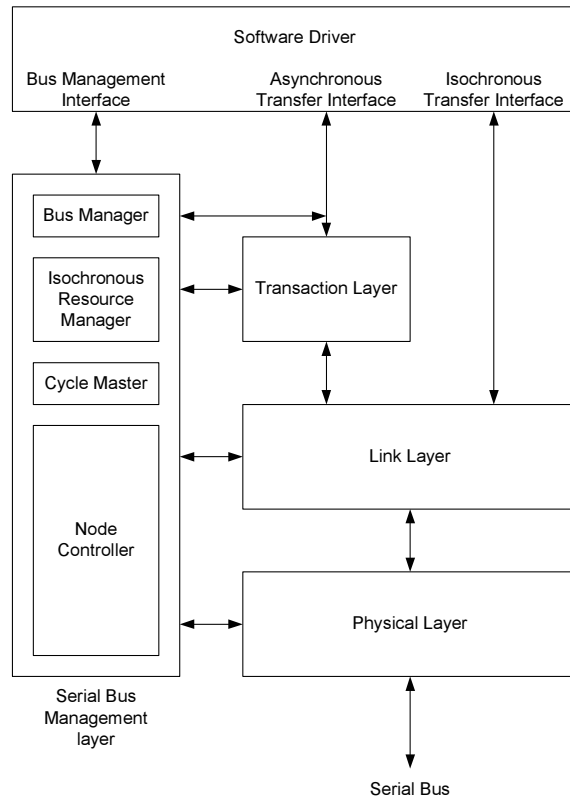 Software Driver
Bus Management
Interface
Asynchronous
Transfer Interface
Isochronous
Transfer Interface
Bus Manager
Isochronous
Resource
Manager
Transaction Layer
Cycle Master
Link Layer
Node
Controller
Physical Layer
Serial Bus
Management
layer
Serial Bus